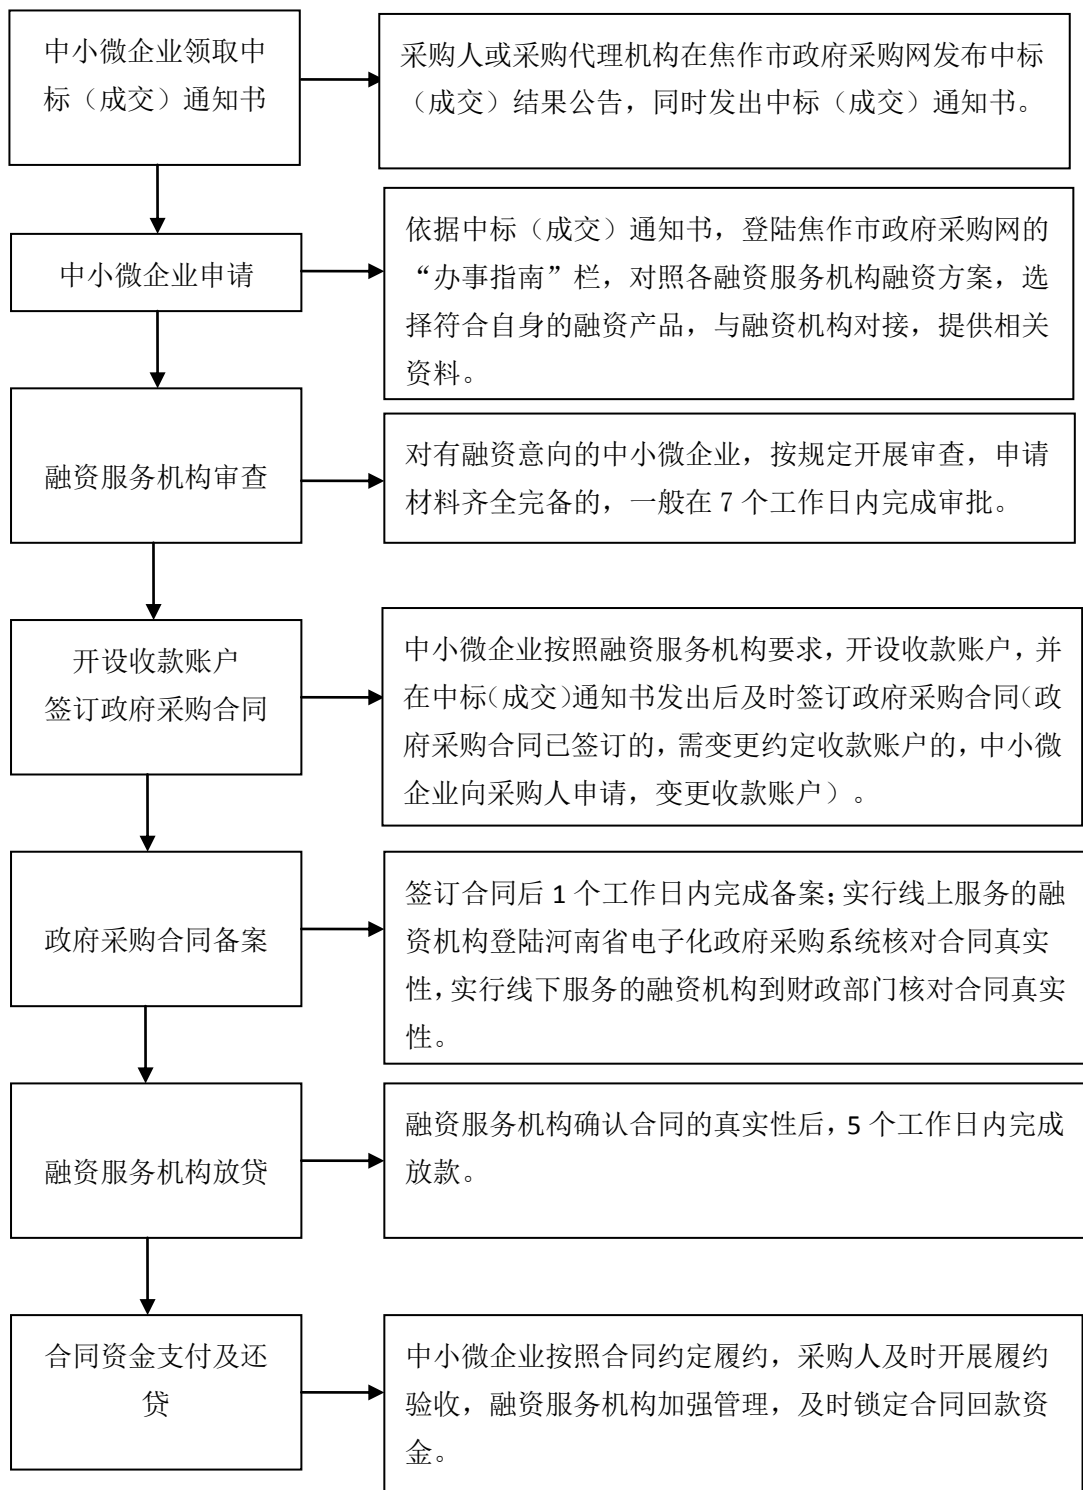 中小微企业领取中
标（成交）通知书
采购人或采购代理机构在焦作市政府采购网发布中标
（成交）结果公告，同时发出中标（成交）通知书。
中小微企业申请
依据中标（成交）通知书，登陆焦作市政府采购网的
“办事指南”栏，对照各融资服务机构融资方案，选
择符合自身的融资产品，与融资机构对接，提供相关
资料。
融资服务机构审查
对有融资意向的中小微企业，按规定开展审查，申请
材料齐全完备的，一般在 7 个工作日内完成审批。
开设收款账户
签订政府采购合同
中小微企业按照融资服务机构要求，开设收款账户，并
在中标（成交）通知书发出后及时签订政府采购合同（政
府采购合同已签订的，需变更约定收款账户的，中小微
企业向采购人申请，变更收款账户）。
政府采购合同备案
签订合同后 1 个工作日内完成备案；实行线上服务的融
资机构登陆河南省电子化政府采购系统核对合同真实
性，实行线下服务的融资机构到财政部门核对合同真实
性。
融资服务机构放贷
融资服务机构确认合同的真实性后，5 个工作日内完成
放款。
合同资金支付及还
贷
中小微企业按照合同约定履约，采购人及时开展履约
验收，融资服务机构加强管理，及时锁定合同回款资
金。